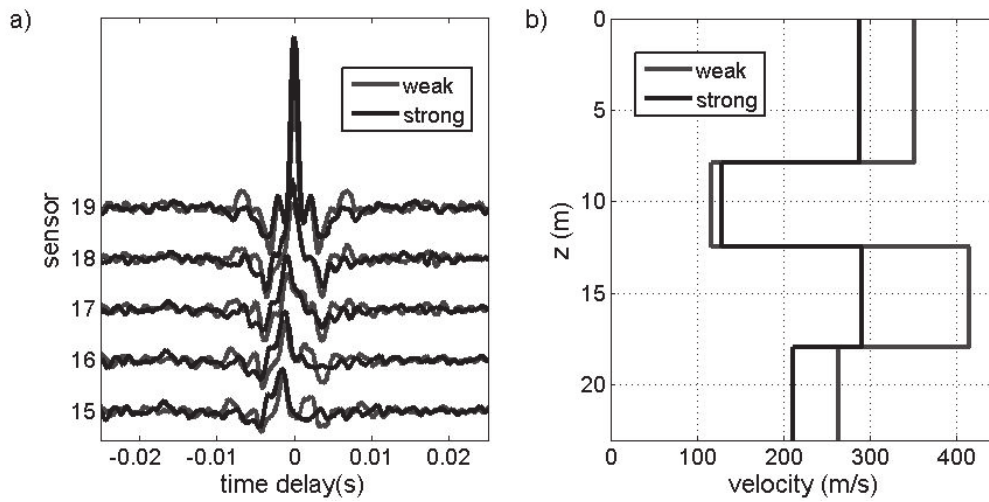 a)
weak
strong
sensor
19
18
17
16
15
-0.02 -0.01 0 0.01 0.02
time delay(s)
b)
weak
strong
z (m)
0
5
10
15
20
0 100 200 300 400
velocity (m/s)